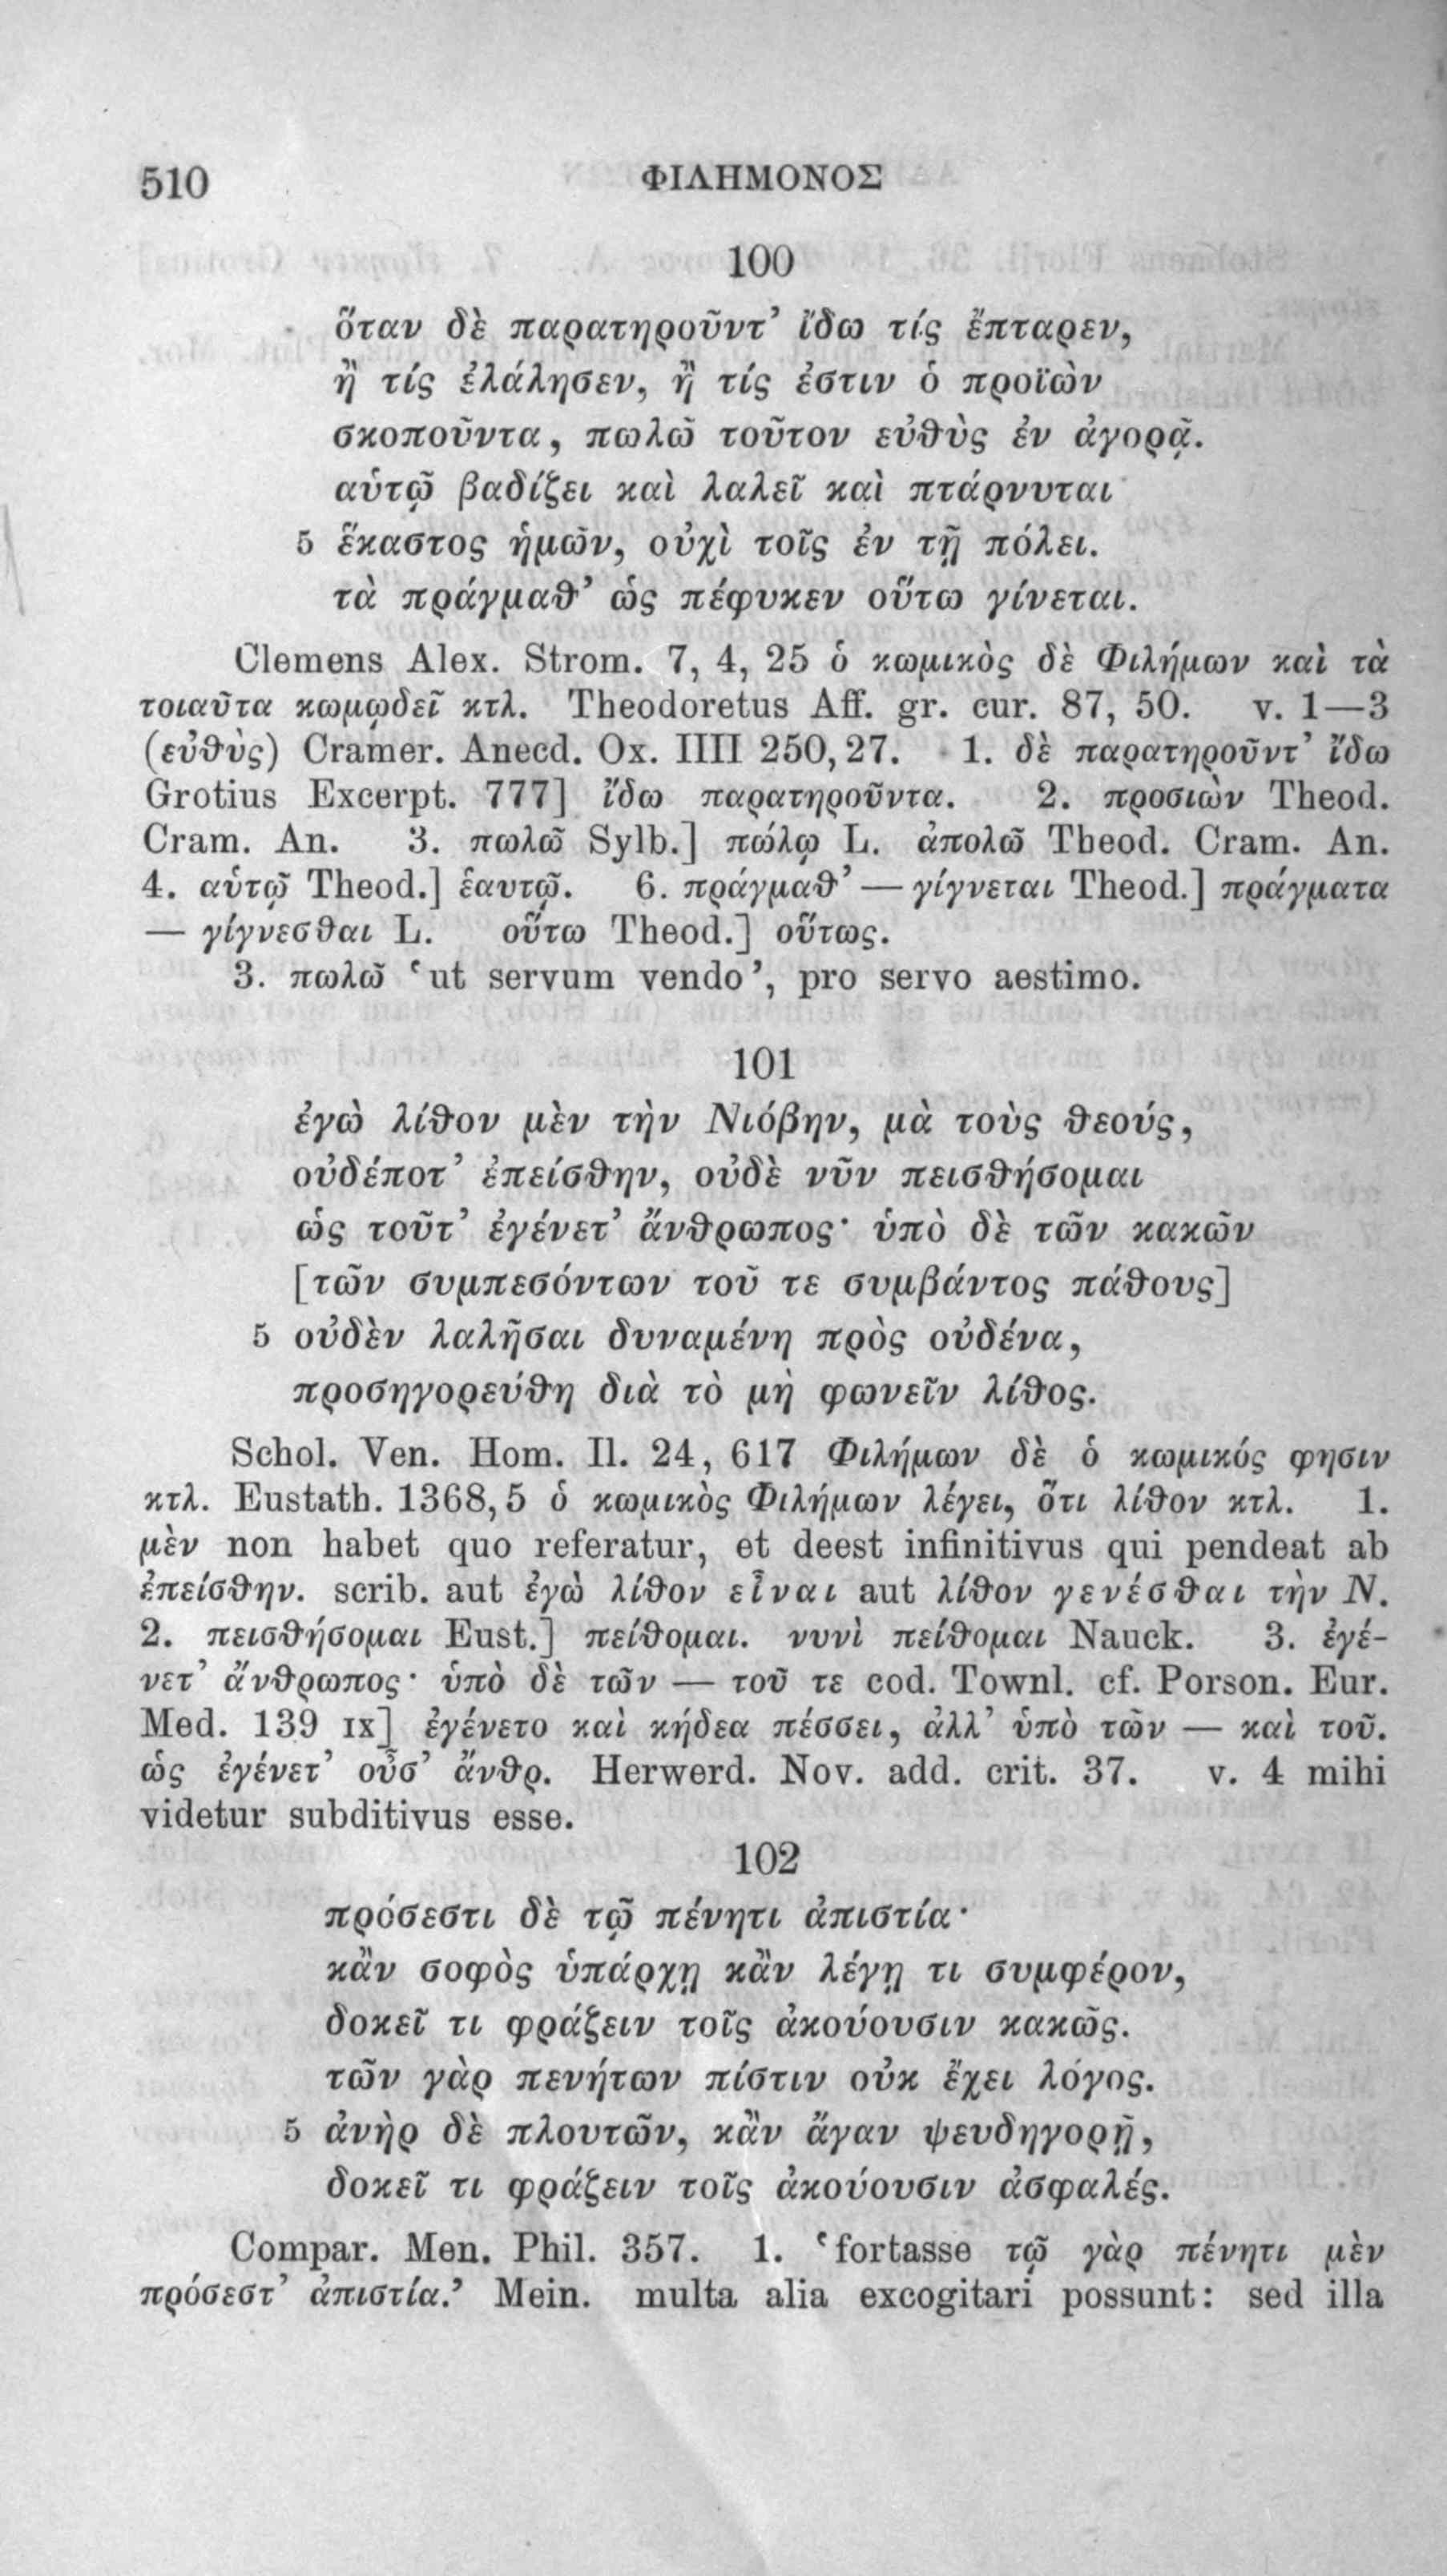 510 ΦΙΛΗΜΟΝΟΣ
100
ὅταν δὲ παρατηροῦντ’ ἴδω τίς ἔπταρεν,
ἢ τίς ἐλάλησεν, ἢ τίς ἐστιν ὁ προϊὼν
σκοποῦντα, πωλῶ τοῦτον εὐθὺς ἐν ἀγορᾷ.
αὑτῷ βαδίζει καὶ λαλεῖ καὶ πτάρνυται
5 ἕκαστος ἡμῶν, οὐχὶ τοῖς ἐν τῇ πόλει.
τὰ πράγμαθ’ ὡς πέφυκεν οὕτω γίνεται.
Clemens Alex. Strom. 7, 4, 25 ὁ κωμικὸς δὲ Φιλήμων καὶ τὰ
τοιαῦτα κωμῳδεῖ κτλ. Theodoretus Aff. gr. cur. 87, 50. v. 1—3
(εὐθὺς) Cramer. Anecd. Ox. IIII 250, 27. 1. δὲ παρατηροῦντ’ ἴδω
Grotius Excerpt. 777] ἴδω παρατηροῦντα. 2. προσιὼν Theod.
Cram. An. 3. πωλῶ Sylb.] πώλῳ L. ἀπολῶ Theod. Cram. An.
4. αὑτῷ Theod.] ἑαυτῷ. 6. πράγμαθ’ — γίγνεται Theod.] πράγματα
— γίγνεσθαι L. οὕτω Theod.] οὕτως.
3. πωλῶ ‘ut servum vendo’, pro servo aestimo.
101
ἐγὼ λίθον μὲν τὴν Νιόβην, μὰ τοὺς θεούς,
οὐδέποτ’ ἐπείσθην, οὐδὲ νῦν πεισθήσομαι
ὡς τοῦτ’ ἐγένετ’ ἄνθρωπος· ὑπὸ δὲ τῶν κακῶν
[τῶν συμπεσόντων τοῦ τε συμβάντος πάθους]
5 οὐδὲν λαλῆσαι δυναμένη πρὸς οὐδένα,
προσηγορεύθη διὰ τὸ μὴ φωνεῖν λίθος.
Schol. Ven. Hom. Il. 24, 617 Φιλήμων δὲ ὁ κωμικός φησιν
κτλ. Eustath. 1368, 5 ὁ κωμικὸς Φιλήμων λέγει, ὅτι λίθον κτλ. 1.
μὲν non habet quo referatur, et deest infinitivus qui pendeat ab
ἐπείσθην. scrib. aut ἐγὼ λίθον εἶναι aut λίθον γενέσθαι τὴν Ν.
2. πεισθήσομαι Eust.] πείθομαι. νυνὶ πείθομαι Nauck. 3. ἐγέ-
νετ’ ἄνθρωπος· ὑπὸ δὲ τῶν — τοῦ τε cod. Townl. cf. Porson. Eur.
Med. 139 IX] ἐγένετο καὶ κήδεα πέσσει, ἀλλ’ ὑπὸ τῶν — καὶ τοῦ.
ὡς ἐγένετ’ οὖσ’ ἄνθρ. Herwerd. Nov. add. crit. 37. v. 4 mihi
videtur subditivus esse.
102
πρόσεστι δὲ τῷ πένητι ἀπιστία·
κἂν σοφὸς ὑπάρχῃ κἂν λέγῃ τι συμφέρον,
δοκεῖ τι φράζειν τοῖς ἀκούουσιν κακῶς.
τῶν γὰρ πενήτων πίστιν οὐκ ἔχει λόγος.
5 ἀνὴρ δὲ πλουτῶν, κἂν ἄγαν ψευδηγορῇ,
δοκεῖ τι φράζειν τοῖς ἀκούουσιν ἀσφαλές.
Compar. Men. Phil. 357. 1. ‘fortasse τῷ γὰρ πένητι μὲν
πρόσεστ’ ἀπιστία.’ Mein. multa alia excogitari possunt: sed illa